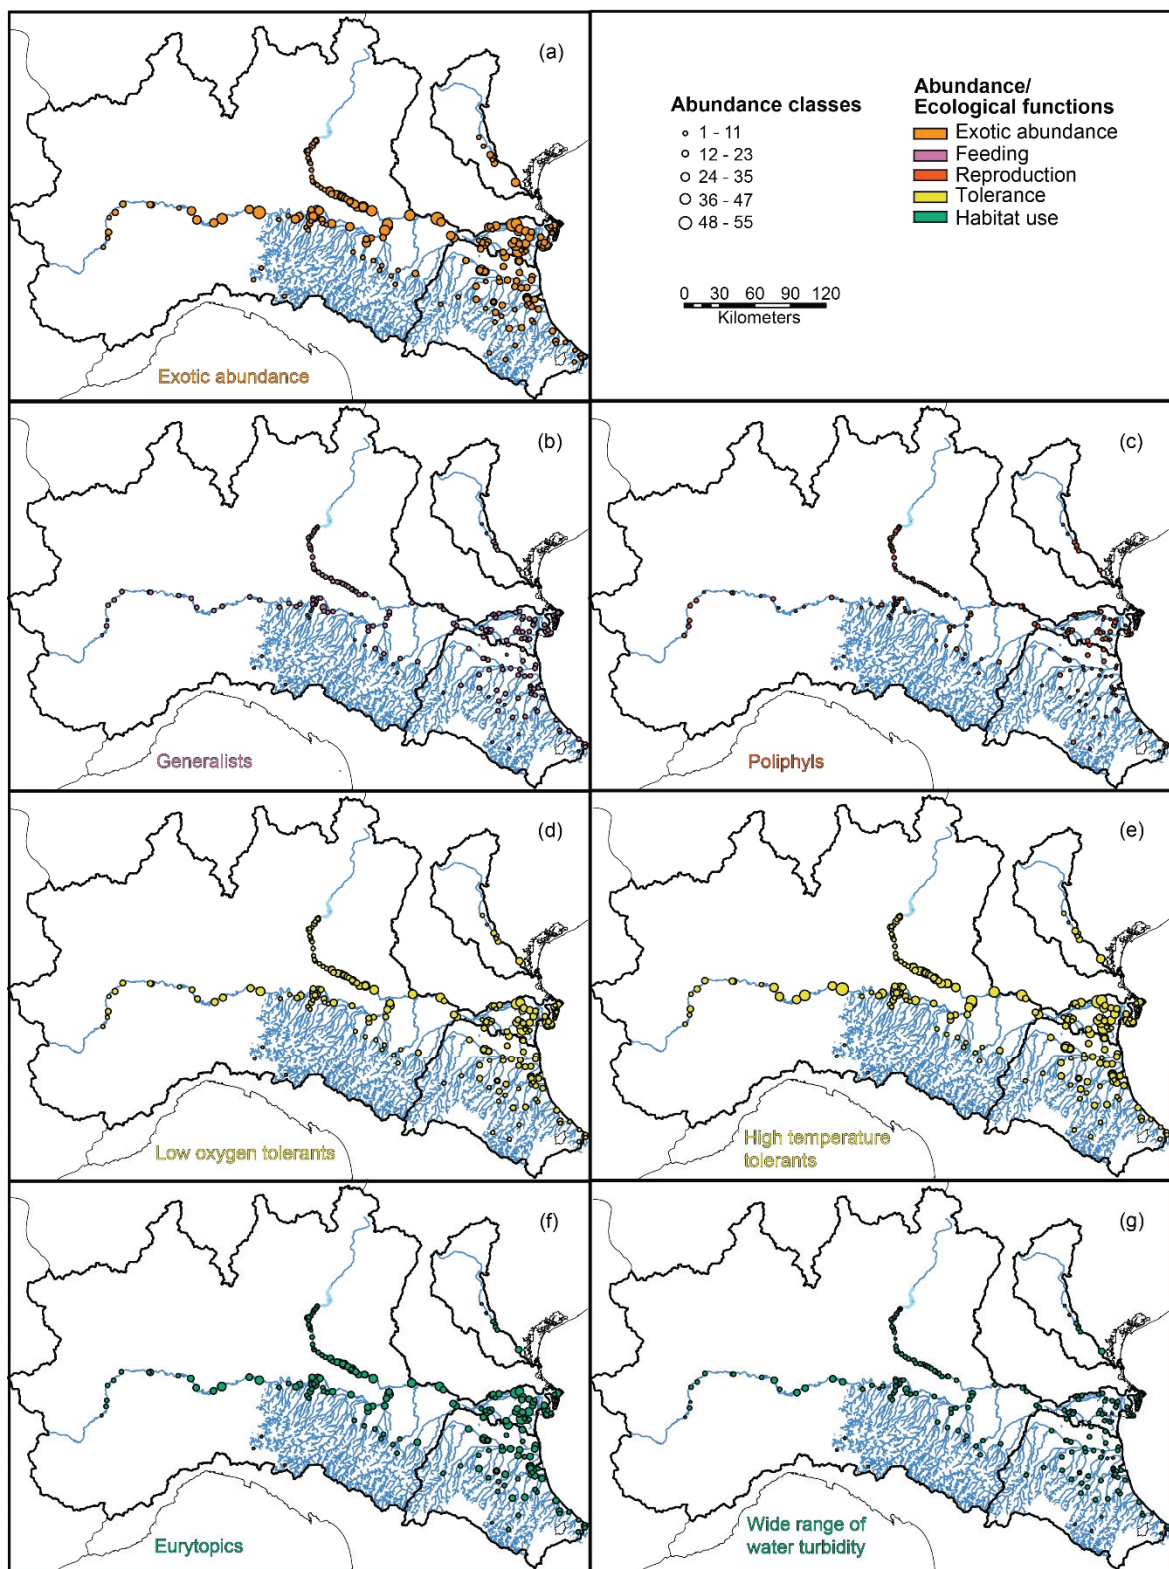 (a)
Exotic abundance
Abundance classes
1 - 11
12 - 23
24 - 35
36 - 47
48 - 55
Abundance/
Ecological functions
Exotic abundance
Feeding
Reproduction
Tolerance
Habitat use
0 30 60 90 120
Kilometers
(b)
Generalists
(c)
Poliphyls
(d)
Low oxygen tolerants
(e)
High temperature
tolerants
(f)
Eurytopics
(g)
Wide range of
water turbidity